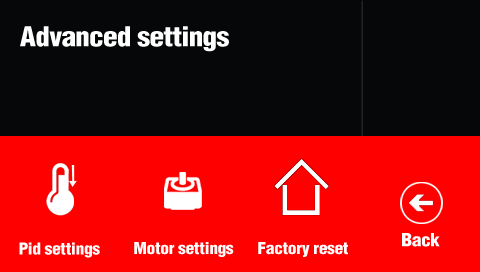 Advanced settings
Pid settings
Motor settings
Factory reset
Back